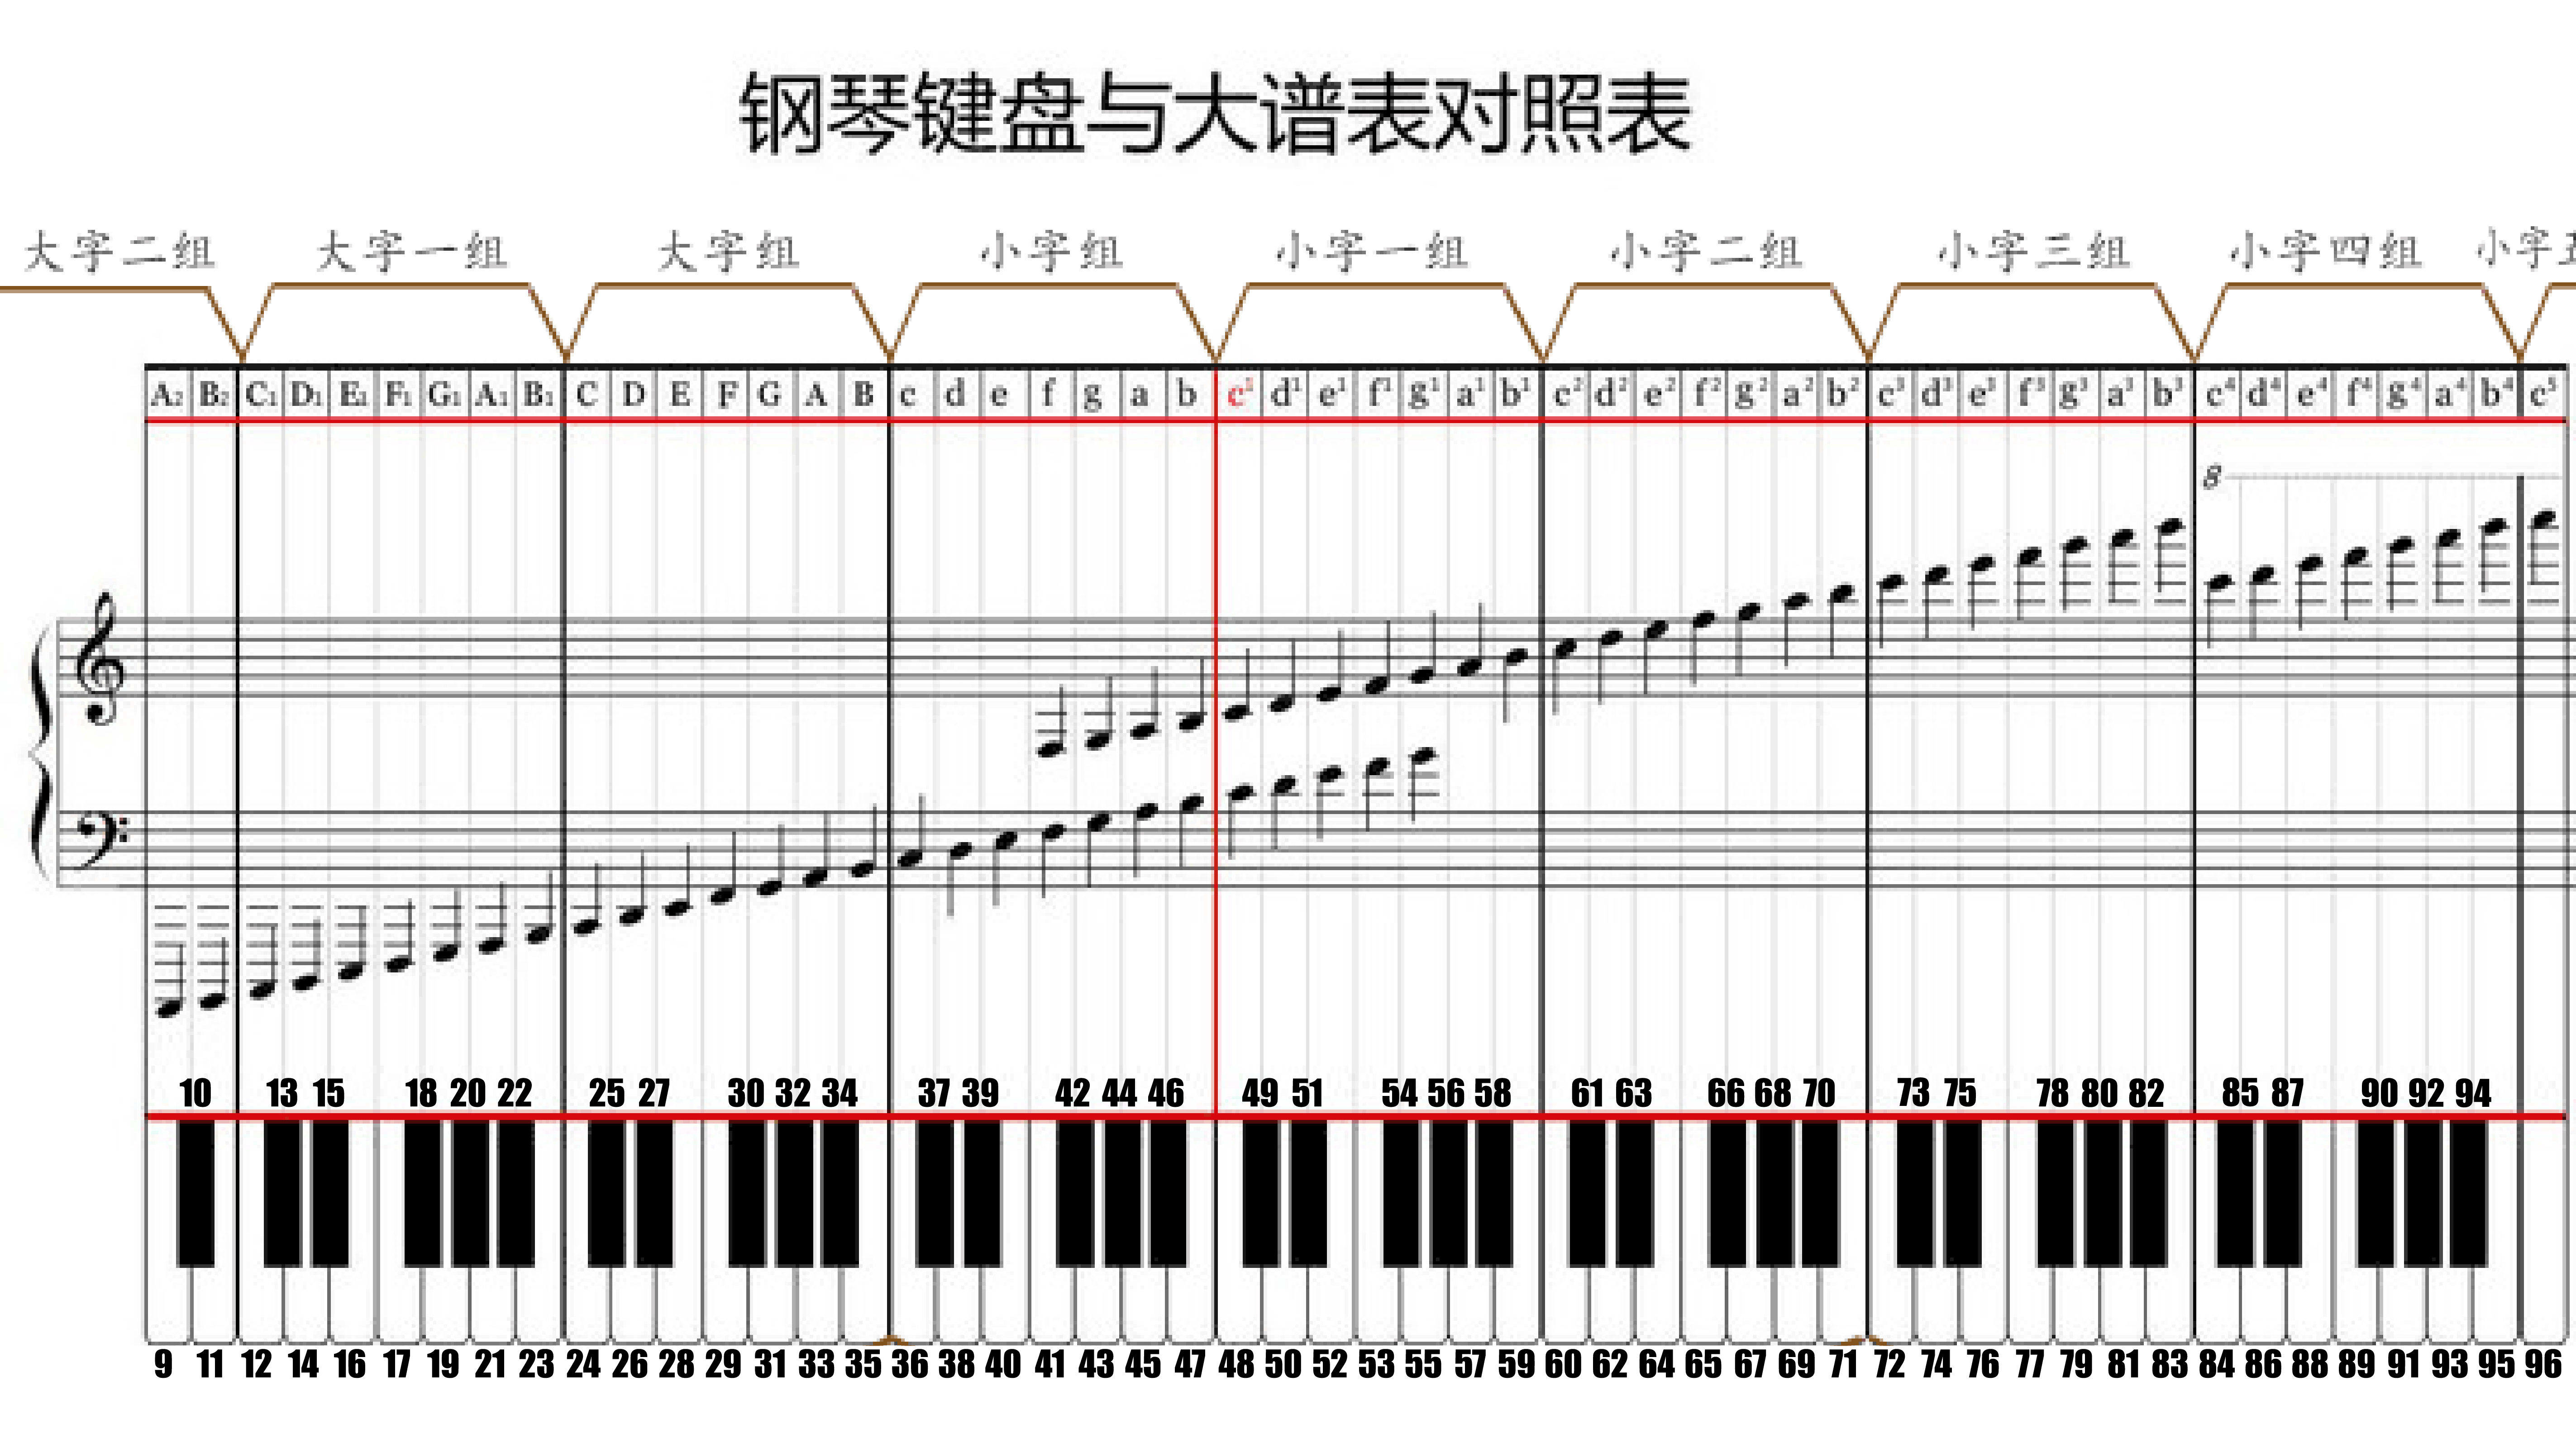 钢琴键盘与大谱表对照表
大字二组 大字一组 大字组 小字组 小字一组 小字二组 小字三组 小字四组 小字五
A₂ B₂ C₁ D₁ E₁ F₁ G₁ A₁ B₁ C D E F G A B c d e f g a b c¹ d¹ e¹ f¹ g¹ a¹ b¹ c² d² e² f² g² a² b² c³ d³ e³ f³ g³ a³ b³ c⁴ d⁴ e⁴ f⁴ g⁴ a⁴ b⁴ c⁵
8
10 13 15 18 20 22 25 27 30 32 34 37 39 42 44 46 49 51 54 56 58 61 63 66 68 70 73 75 78 80 82 85 87 90 92 94
9 11 12 14 16 17 19 21 23 24 26 28 29 31 33 35 36 38 40 41 43 45 47 48 50 52 53 55 57 59 60 62 64 65 67 69 71 72 74 76 77 79 81 83 84 86 88 89 91 93 95 96